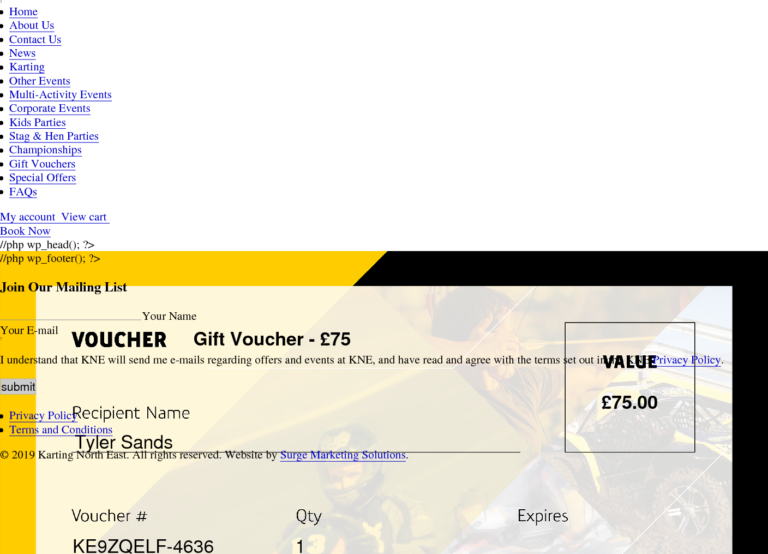 Home
About Us
Contact Us
News
Karting
Other Events
Multi-Activity Events
Corporate Events
Kids Parties
Stag & Hen Parties
Championships
Gift Vouchers
Special Offers
FAQs
My account View cart
Book Now
//php wp_head(); ?>
//php wp_footer(); ?>
Join Our Mailing List
Your Name
Your E-mail
VOUCHER Gift Voucher - £75
I understand that KNE will send me e-mails regarding offers and events at KNE, and have read and agree with the terms set out in the KNE Privacy Policy.
VALUE
submit
£75.00
Privacy Policy
Recipient Name
Terms and Conditions
Tyler Sands
© 2019 Karting North East. All rights reserved. Website by Surge Marketing Solutions.
Voucher # Qty Expires
KE9ZQELF-4636 1